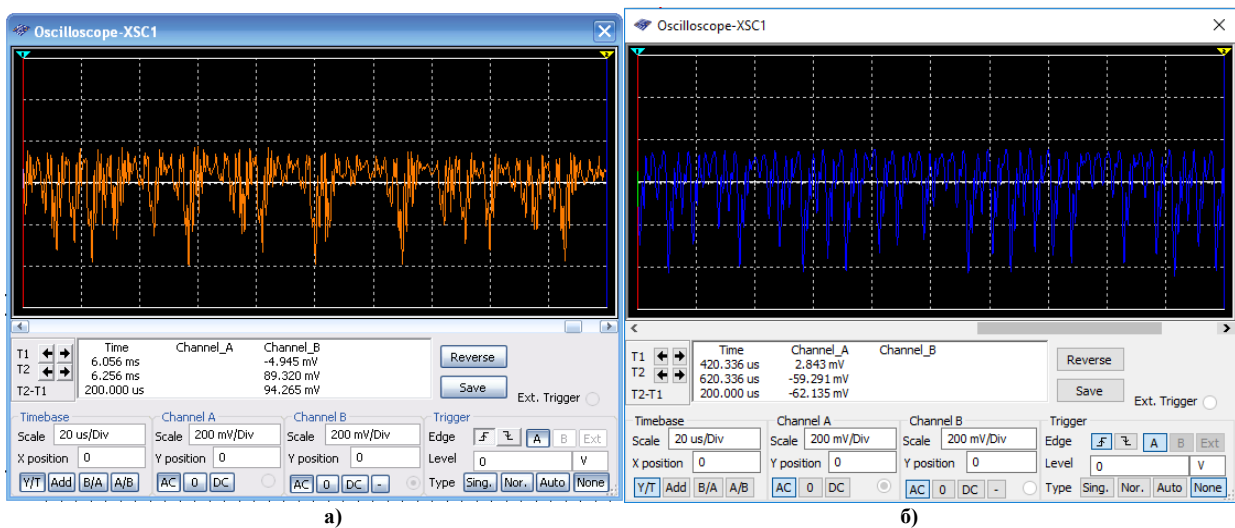 Oscilloscope-XSC1
1
2
T1
T2
T2-T1
Time Channel_A Channel_B
6.056 ms -4.945 mV
6.256 ms 89.320 mV
200.000 us 94.265 mV
Reverse
Save
Ext. Trigger
Timebase
Scale 20 us/Div
X position 0
Y/T Add B/A A/B
Channel A
Scale 200 mV/Div
Y position 0
AC 0 DC
Channel B
Scale 200 mV/Div
Y position 0
AC 0 DC -
Trigger
Edge A B Ext
Level 0 V
Type Sing. Nor. Auto None
а)
Oscilloscope-XSC1
1
2
T1
T2
T2-T1
Time Channel_A Channel_B
420.336 us 2.843 mV
620.336 us -59.291 mV
200.000 us -62.135 mV
Reverse
Save
Ext. Trigger
Timebase
Scale 20 us/Div
X position 0
Y/T Add B/A A/B
Channel A
Scale 200 mV/Div
Y position 0
AC 0 DC
Channel B
Scale 200 mV/Div
Y position 0
AC 0 DC -
Trigger
Edge A B Ext
Level 0 V
Type Sing. Nor. Auto None
б)